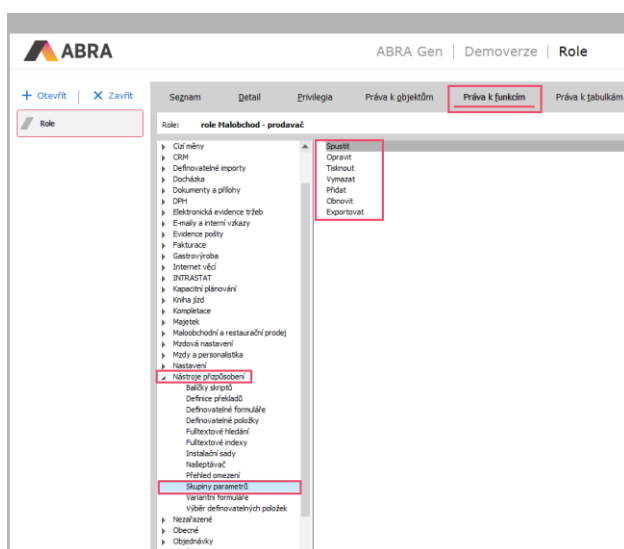 ABRA
ABRA Gen | Demoverze | Role
+ Otevřít | X Zavřít
Role
Seznam Detail Privilegia Práva k objektům Práva k funkcím Práva k tabulkám
Role: role Malobchod - prodavač
Cizí měny
CRM
Definovatelné importy
Docházka
Dokumenty a přílohy
DPH
Elektronická evidence tržeb
E-maily a interní vzkazy
Evidence pošty
Fakturace
Gastrovýroba
Internet věcí
INTRASTAT
Kapacitní plánování
Kniha jízd
Kompletace
Majetek
Maloobchodní a restaurační prodej
Mzdová nastavení
Mzdy a personalistika
Nastavení
Nástroje přizpůsobení
Balíčky skriptů
Definice překladů
Definovatelné formuláře
Definovatelné položky
Fulltextové hledání
Fulltextové indexy
Instalační sady
Našeptávač
Přehled omezení
Skupiny parametrů
Variantní formuláře
Výběr definovatelných položek
Nezařazené
Obecné
Objednávky
Spustit
Opravit
Tisknout
Vymazat
Přidat
Obnovit
Exportovat